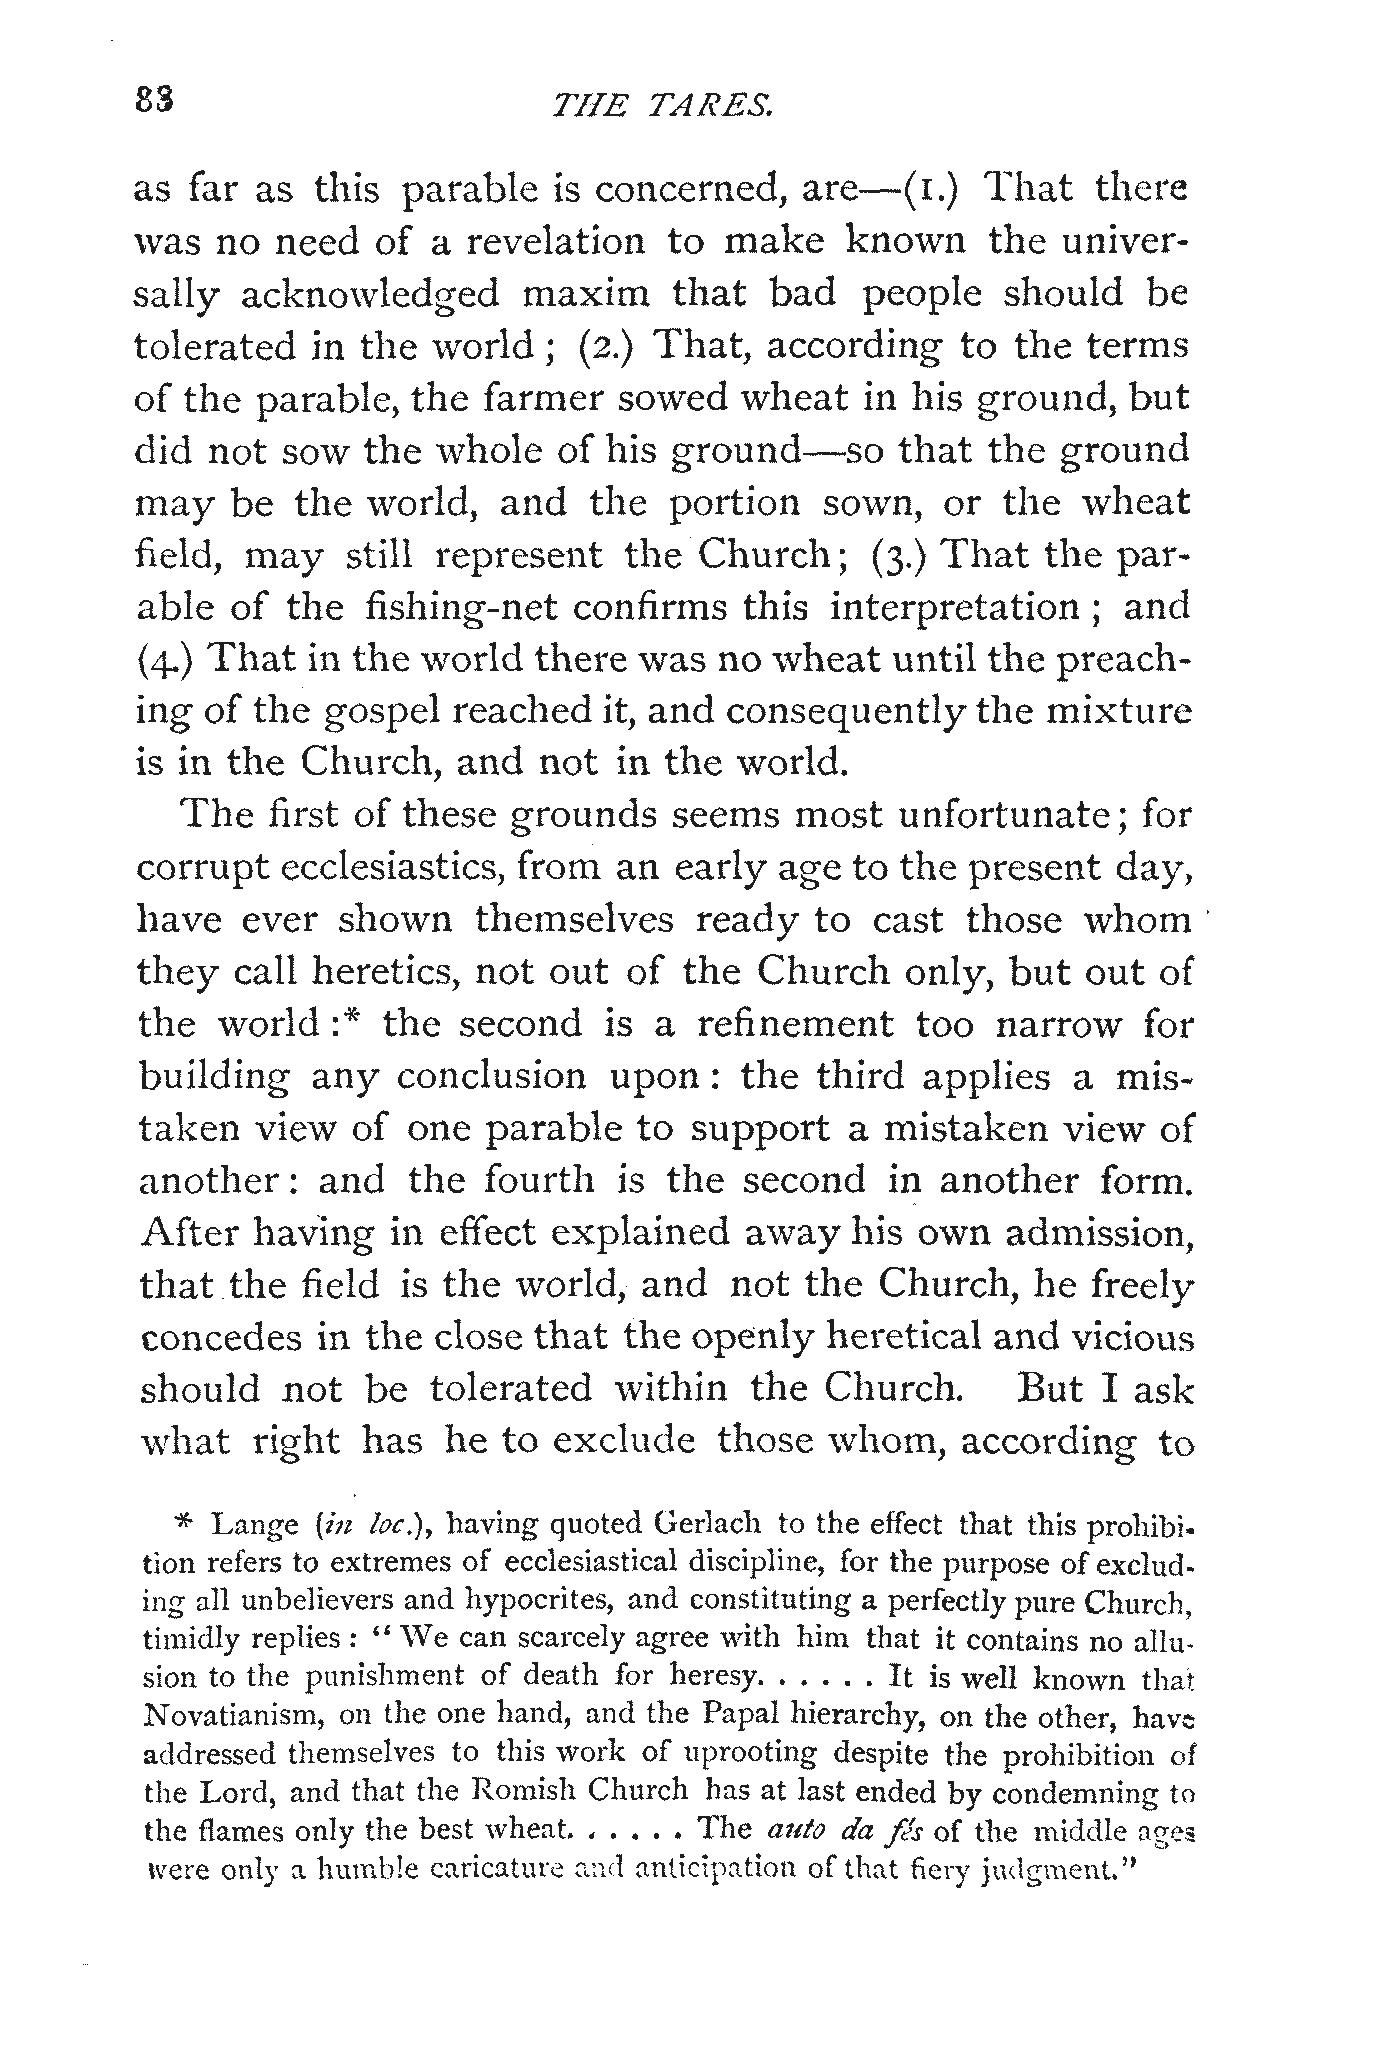 88 THE TARES.
as far as this parable is concerned, are—(1.) That there
was no need of a revelation to make known the univer-
sally acknowledged maxim that bad people should be
tolerated in the world ; (2.) That, according to the terms
of the parable, the farmer sowed wheat in his ground, but
did not sow the whole of his ground—so that the ground
may be the world, and the portion sown, or the wheat
field, may still represent the Church ; (3.) That the par-
able of the fishing-net confirms this interpretation ; and
(4.) That in the world there was no wheat until the preach-
ing of the gospel reached it, and consequently the mixture
is in the Church, and not in the world.
The first of these grounds seems most unfortunate ; for
corrupt ecclesiastics, from an early age to the present day,
have ever shown themselves ready to cast those whom
they call heretics, not out of the Church only, but out of
the world :* the second is a refinement too narrow for
building any conclusion upon : the third applies a mis-
taken view of one parable to support a mistaken view of
another : and the fourth is the second in another form.
After having in effect explained away his own admission,
that the field is the world, and not the Church, he freely
concedes in the close that the openly heretical and vicious
should not be tolerated within the Church. But I ask
what right has he to exclude those whom, according to
* Lange (in loc.), having quoted Gerlach to the effect that this prohibi-
tion refers to extremes of ecclesiastical discipline, for the purpose of exclud-
ing all unbelievers and hypocrites, and constituting a perfectly pure Church,
timidly replies : “ We can scarcely agree with him that it contains no allu-
sion to the punishment of death for heresy. . . . . . It is well known that
Novatianism, on the one hand, and the Papal hierarchy, on the other, have
addressed themselves to this work of uprooting despite the prohibition of
the Lord, and that the Romish Church has at last ended by condemning to
the flames only the best wheat. . . . . . The auto da fés of the middle ages
were only a humble caricature and anticipation of that fiery judgment.”